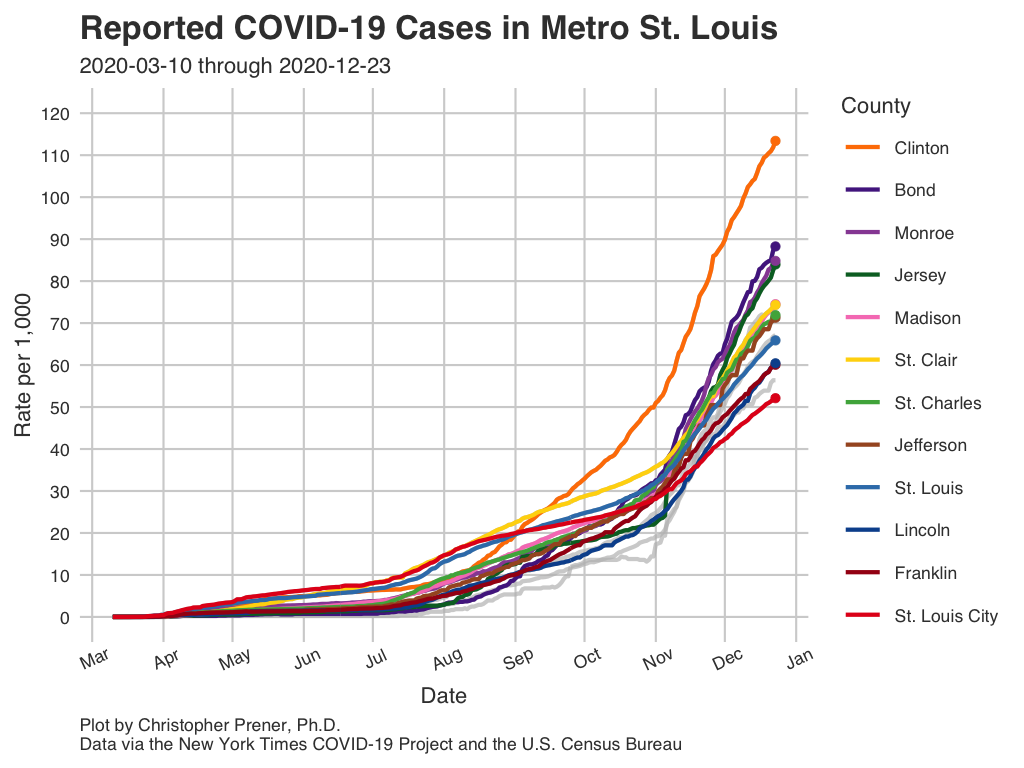 Reported COVID-19 Cases in Metro St. Louis
2020-03-10 through 2020-12-23
Rate per 1,000
120
110
100
90
80
70
60
50
40
30
20
10
0
Mar
Apr
May
Jun
Jul
Aug
Sep
Oct
Nov
Dec
Jan
Date
County
Clinton
Bond
Monroe
Jersey
Madison
St. Clair
St. Charles
Jefferson
St. Louis
Lincoln
Franklin
St. Louis City
Plot by Christopher Prener, Ph.D.
Data via the New York Times COVID-19 Project and the U.S. Census Bureau